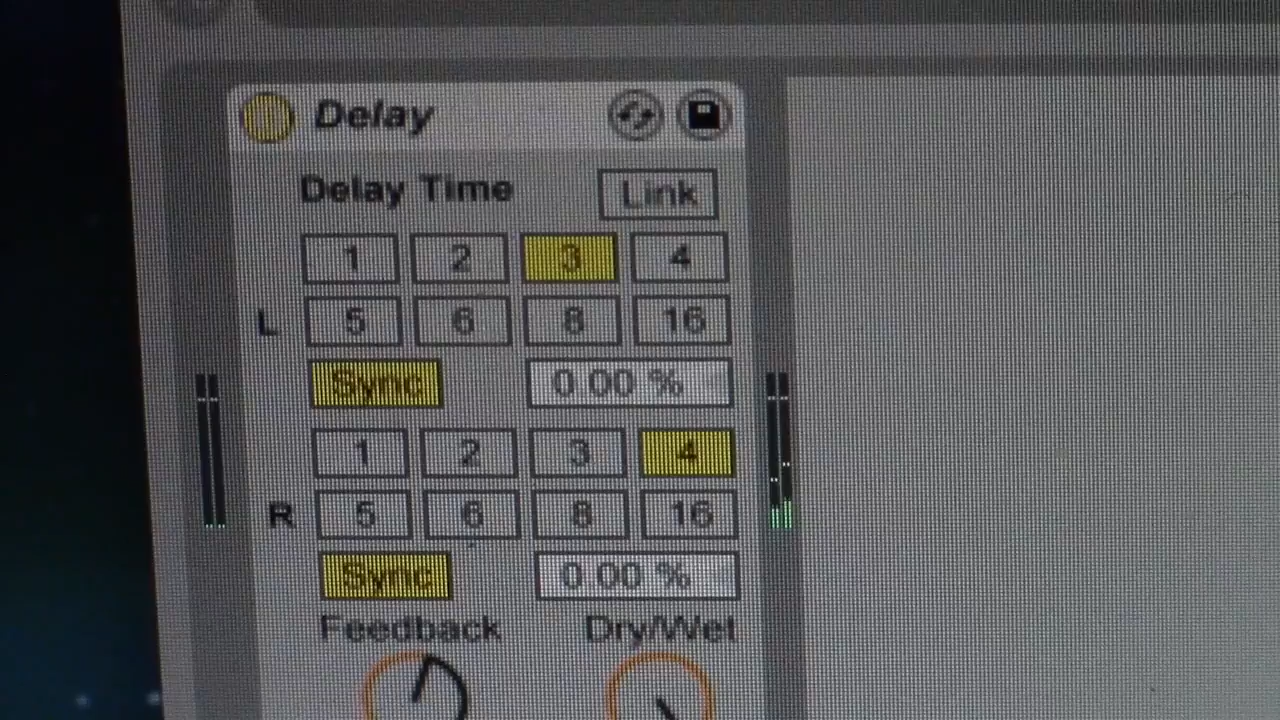 Delay
Delay Time Link
1 2 3 4
L 5 6 8 16
Sync 0.00 %
1 2 3 4
R 5 6 8 16
Sync 0.00 %
Feedback Dry/Wet